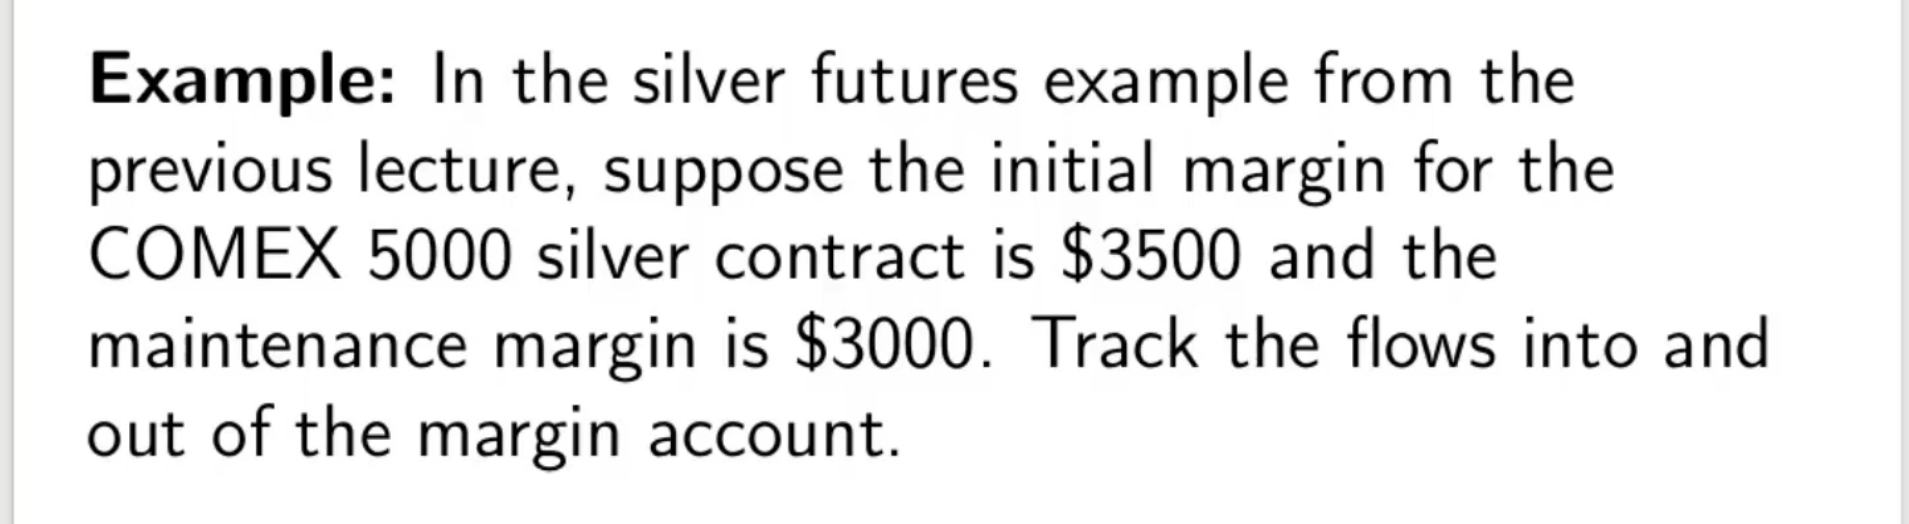 Example: In the silver futures example from the
previous lecture, suppose the initial margin for the
COMEX 5000 silver contract is $3500 and the
maintenance margin is $3000. Track the flows into and
out of the margin account.